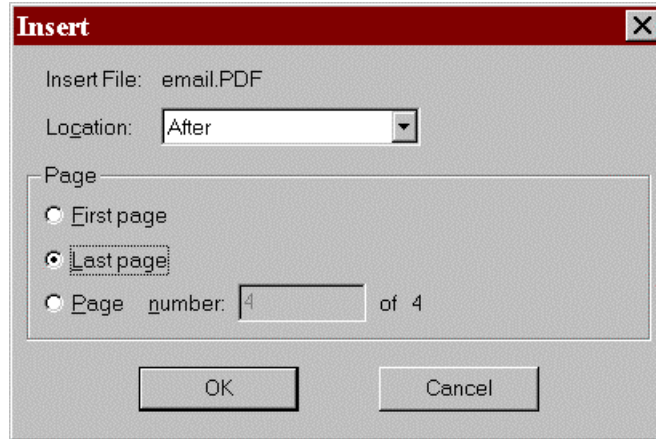 Insert
Insert File: email.PDF
Location: After
Page
First page
Last page
Page number: 4 of 4
OK Cancel